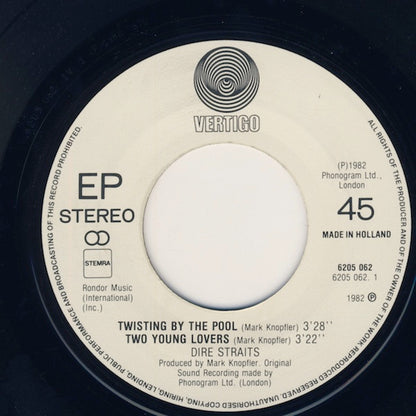 VERTIGO
EP
STEREO
STEMRA
Rondor Music
(International)
(Inc.)
(P)1982
Phonogram Ltd.,
London
45
MADE IN HOLLAND
6205 062
6205 062. 1
1982 ℗
TWISTING BY THE POOL (Mark Knopfler) 3'28''
TWO YOUNG LOVERS (Mark Knopfler) 3'22''
DIRE STRAITS
Produced by Mark Knopfler. Original
Sound Recording made by
Phonogram Ltd. (London)
ALL RIGHTS OF THE PRODUCER AND OF THE OWNER OF THE WORK REPRODUCED RESERVED. UNAUTHORISED COPYING, HIRING, LENDING, PUBLIC PERFORMANCE AND BROADCASTING OF THIS RECORD PROHIBITED.